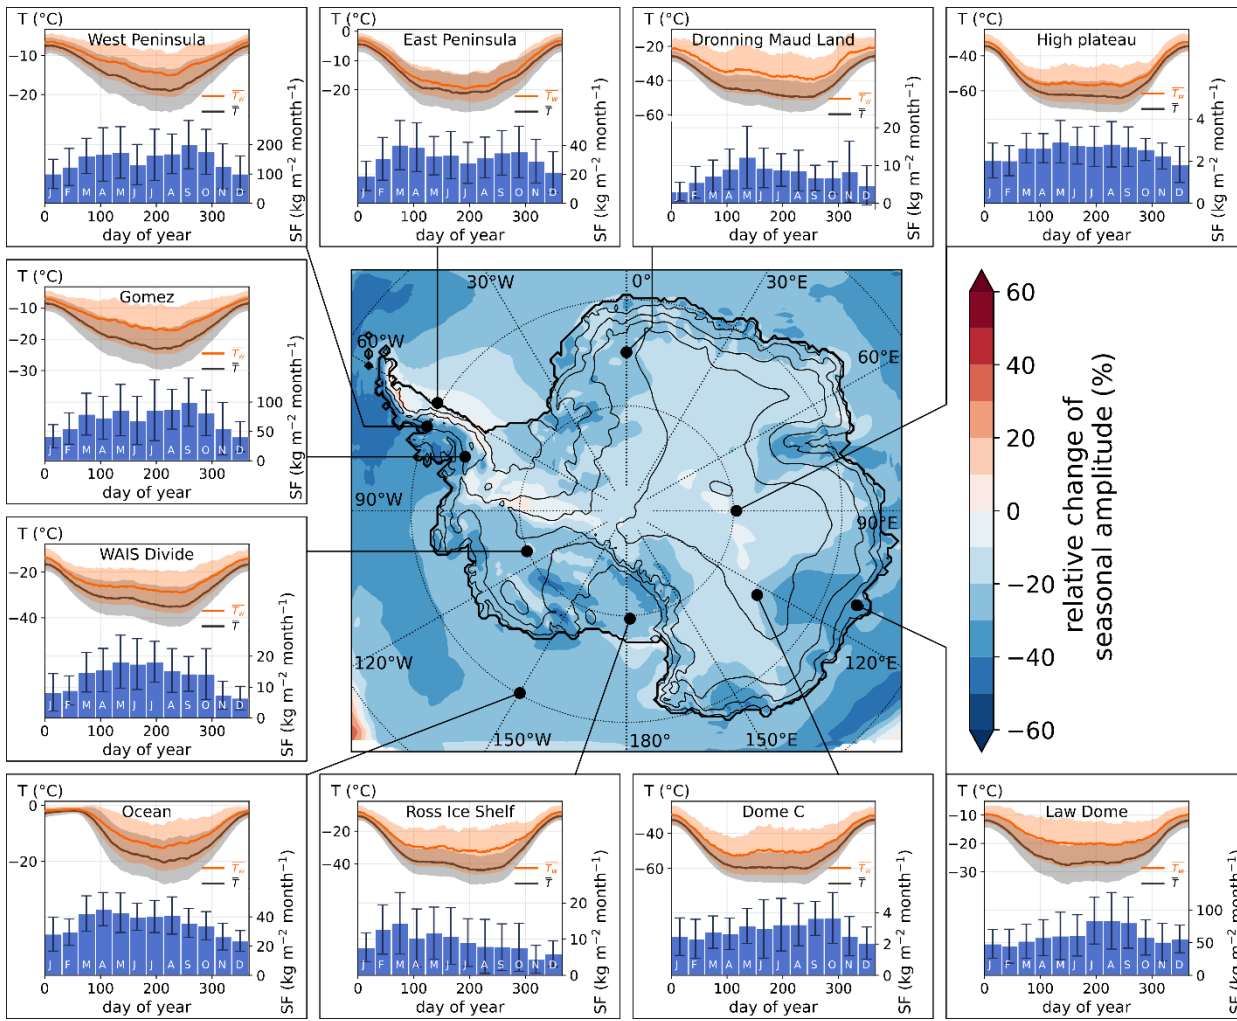 T (°C)
West Peninsula
−10
−20
T̅w̅
T̅
200
100
0
SF (kg m⁻² month⁻¹)
J F M A M J J A S O N D
0 100 200 300
day of year
T (°C)
East Peninsula
0
−10
−20
T̅w̅
T̅
40
20
0
SF (kg m⁻² month⁻¹)
J F M A M J J A S O N D
0 100 200 300
day of year
T (°C)
Dronning Maud Land
−20
−40
−60
T̅w̅
T̅
20
10
0
SF (kg m⁻² month⁻¹)
J F M A M J J A S O N D
0 100 200 300
day of year
T (°C)
High plateau
−40
−60
T̅w̅
T̅
4
2
0
SF (kg m⁻² month⁻¹)
J F M A M J J A S O N D
0 100 200 300
day of year
T (°C)
Gomez
−10
−20
−30
T̅w̅
T̅
100
50
0
SF (kg m⁻² month⁻¹)
J F M A M J J A S O N D
0 100 200 300
day of year
T (°C)
WAIS Divide
−20
−40
T̅w̅
T̅
20
10
0
SF (kg m⁻² month⁻¹)
J F M A M J J A S O N D
0 100 200 300
day of year
30°W 0° 30°E
60°W 60°E
90°W 90°E
120°W 120°E
150°W 180° 150°E
60
40
20
0
−20
−40
−60
relative change of
seasonal amplitude (%)
T (°C)
Ocean
0
−20
T̅w̅
T̅
40
20
0
SF (kg m⁻² month⁻¹)
J F M A M J J A S O N D
0 100 200 300
day of year
T (°C)
Ross Ice Shelf
−20
−40
T̅w̅
T̅
20
10
0
SF (kg m⁻² month⁻¹)
J F M A M J J A S O N D
0 100 200 300
day of year
T (°C)
Dome C
−40
−60
T̅w̅
T̅
4
2
0
SF (kg m⁻² month⁻¹)
J F M A M J J A S O N D
0 100 200 300
day of year
T (°C)
Law Dome
−10
−20
−30
T̅w̅
T̅
100
50
0
SF (kg m⁻² month⁻¹)
J F M A M J J A S O N D
0 100 200 300
day of year